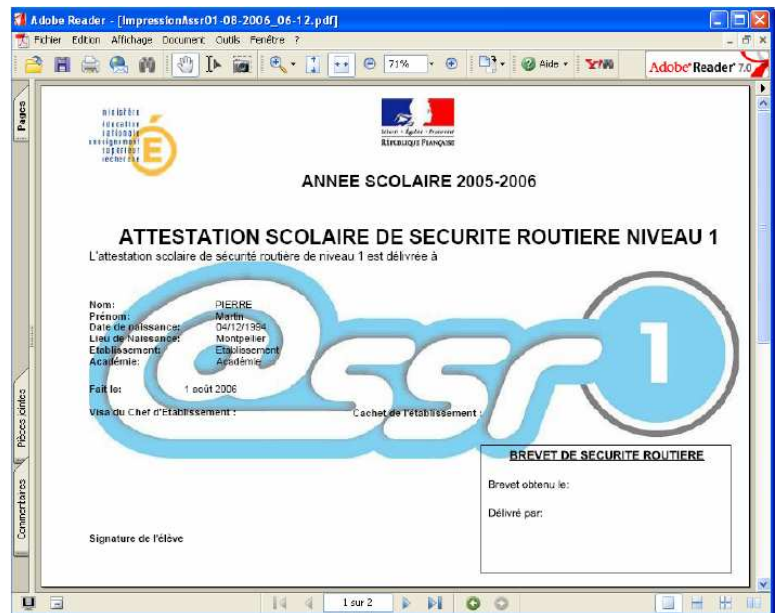 Adobe Reader - [ImpressionAssr01-08-2006_06-12.pdf]
Fichier Edition Affichage Document Outils Fenêtre ?
71% Aide Adobe Reader 7.0
Pages
Pièces jointes
Commentaires
ministère
éducation
nationale
enseignement
supérieur
recherche
É
Liberté • Égalité • Fraternité
RÉPUBLIQUE FRANÇAISE
ANNEE SCOLAIRE 2005-2006
ATTESTATION SCOLAIRE DE SECURITE ROUTIERE NIVEAU 1
L'attestation scolaire de sécurité routière de niveau 1 est délivrée à
Nom: PIERRE
Prénom: Martin
Date de naissance: 04/12/1994
Lieu de Naissance: Montpellier
Etablissement: Etablissement
Académie: Académie
@ssr 1
Fait le: 1 août 2006
Visa du Chef d'Etablissement : Cachet de l'établissement :
BREVET DE SECURITE ROUTIERE
Brevet obtenu le:
Délivré par:
Signature de l'élève
1 sur 2